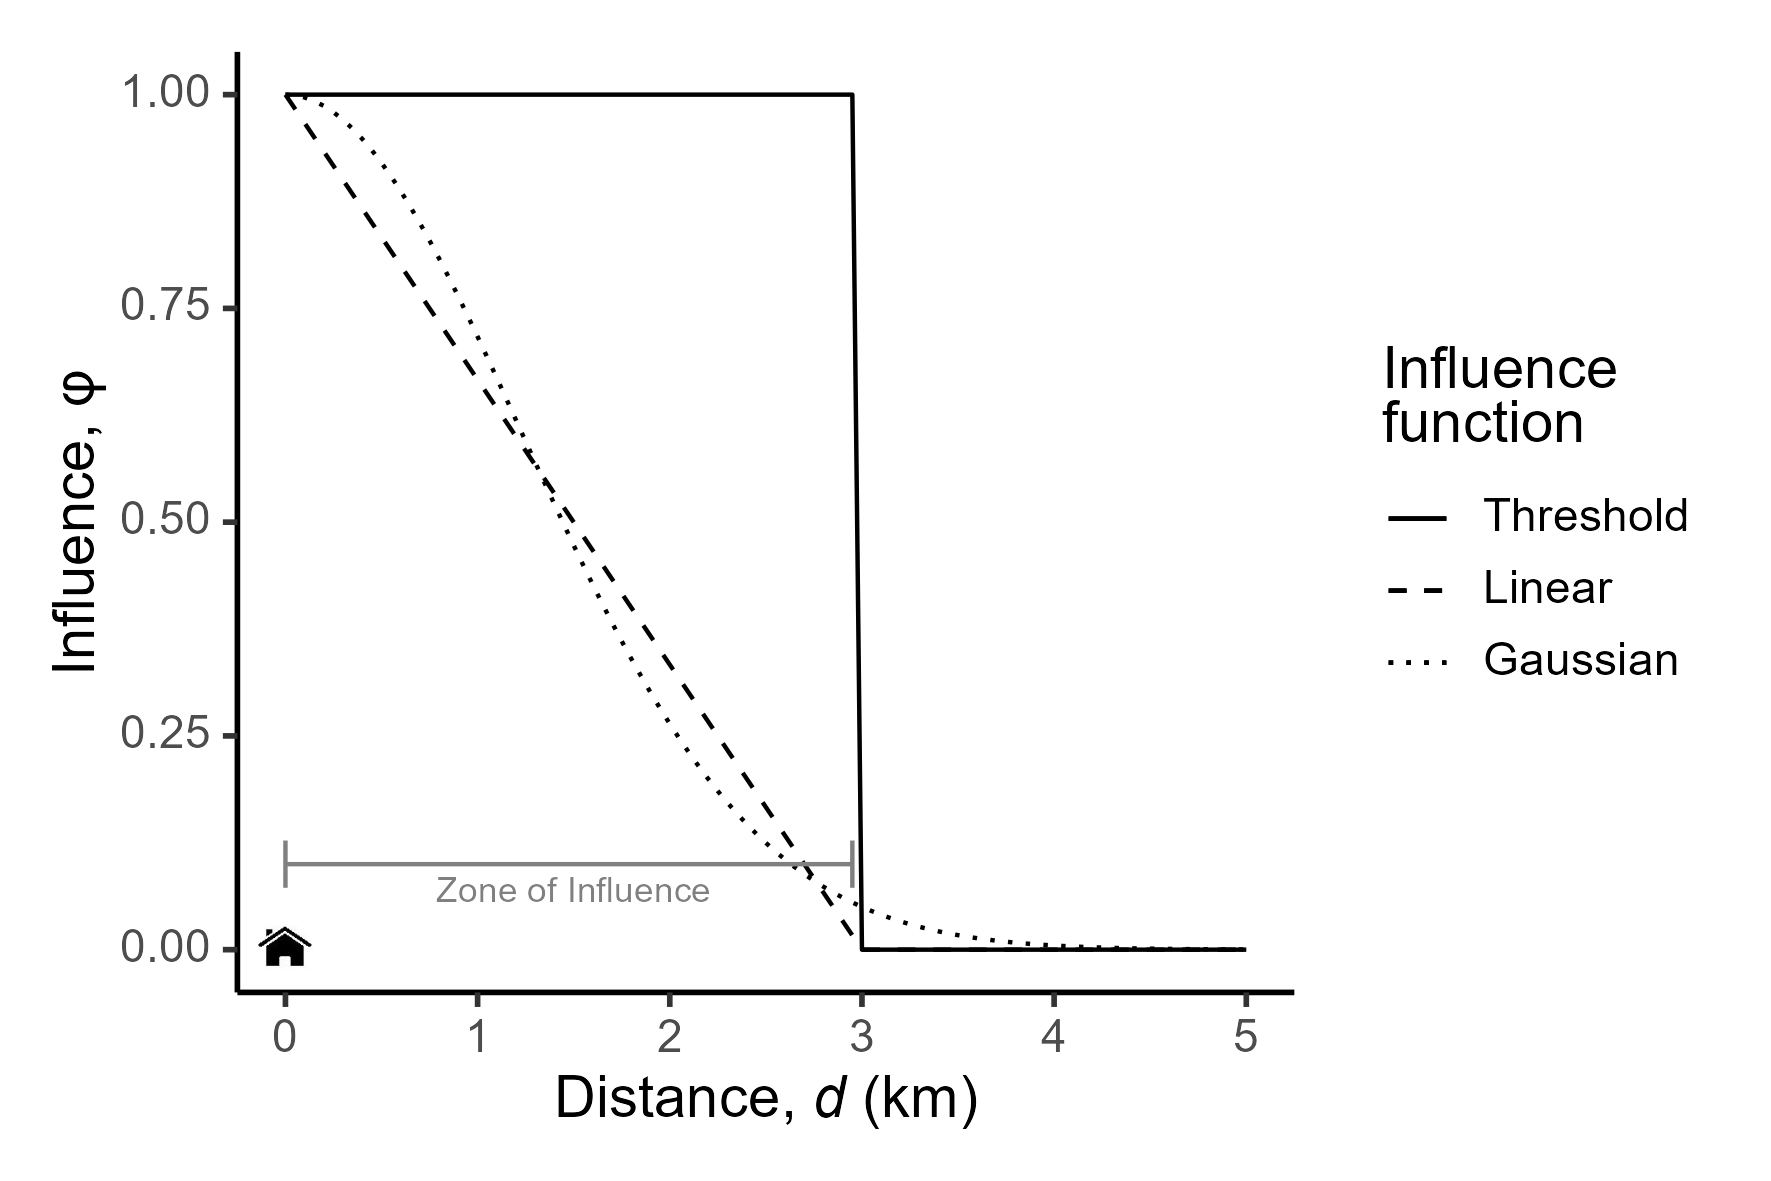 1.00
0.75
0.50
0.25
0.00
Influence, φ
Zone of Influence
0 1 2 3 4 5
Distance, d (km)
Influence
function
Threshold
Linear
Gaussian